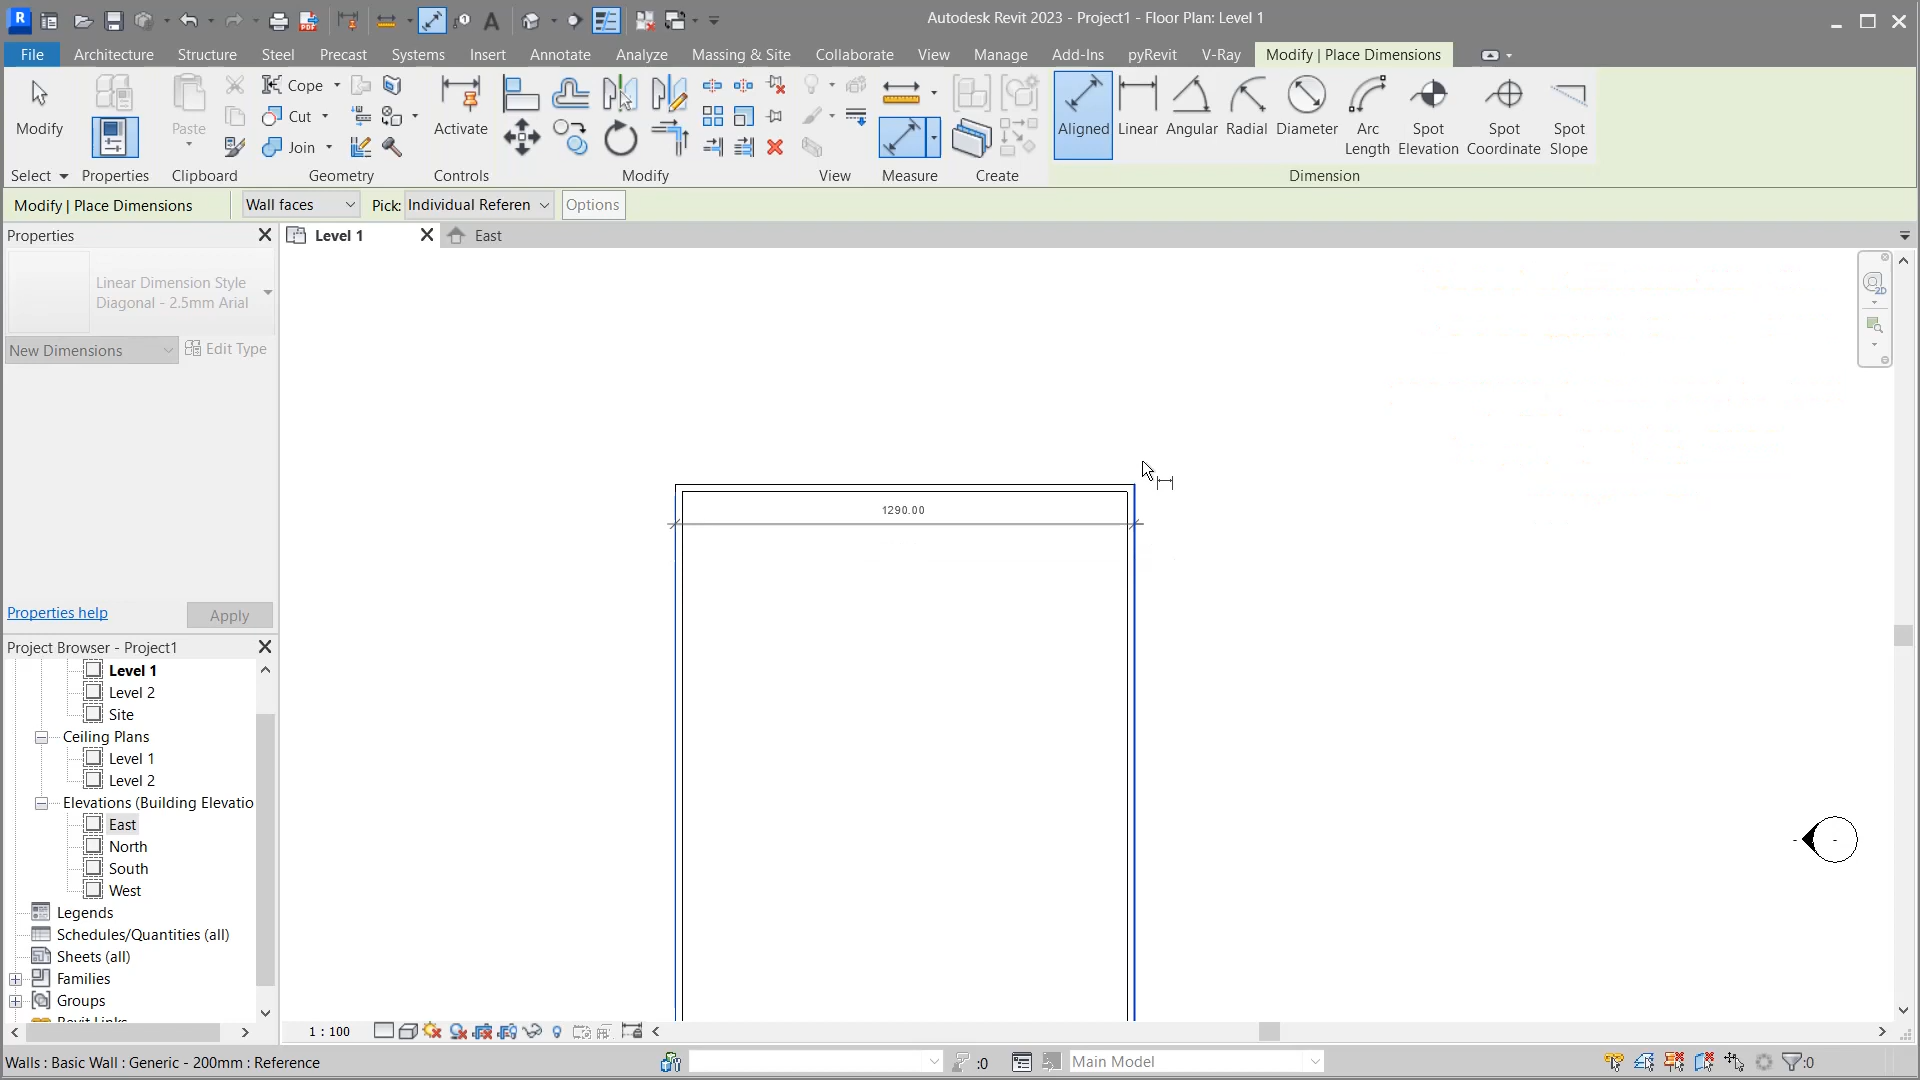 Autodesk Revit 2023 - Project1 - Floor Plan: Level 1
File Architecture Structure Steel Precast Systems Insert Annotate Analyze Massing & Site Collaborate View Manage Add-Ins pyRevit V-Ray Modify | Place Dimensions
Modify Paste Cope Cut Join Activate Aligned Linear Angular Radial Diameter Arc Length Spot Elevation Spot Coordinate Spot Slope
Select Properties Clipboard Geometry Controls Modify View Measure Create Dimension
Modify | Place Dimensions Wall faces Pick: Individual Referen Options
Properties Level 1 East
Linear Dimension Style
Diagonal - 2.5mm Arial
New Dimensions Edit Type
2D
1290.00
Properties help Apply
Project Browser - Project1
Level 1
Level 2
Site
Ceiling Plans
Level 1
Level 2
Elevations (Building Elevatio
East
North
South
West
Legends
Schedules/Quantities (all)
Sheets (all)
Families
Groups
Revit Links
1 : 100
Walls : Basic Wall : Generic - 200mm : Reference :0 Main Model :0